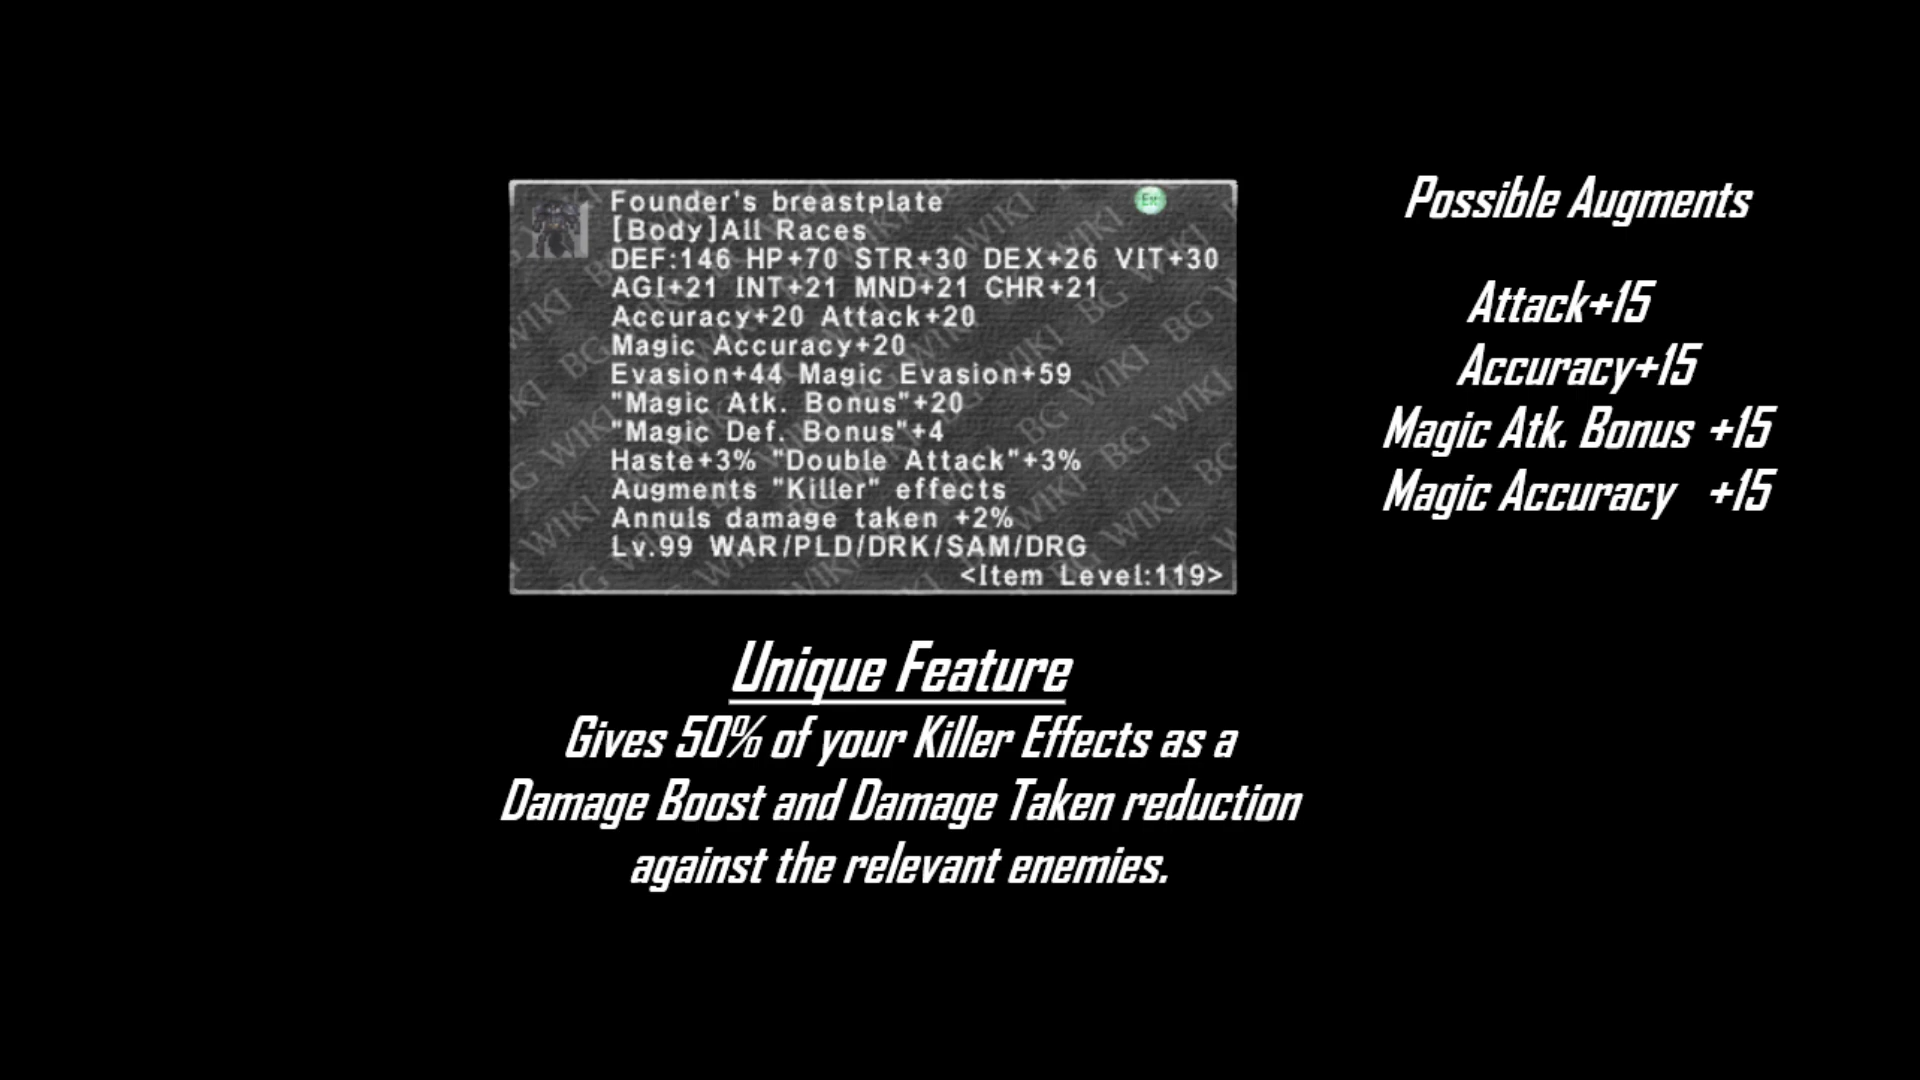 Founder's breastplate
Ex
[Body]All Races
DEF:146 HP+70 STR+30 DEX+26 VIT+30
AGI+21 INT+21 MND+21 CHR+21
Accuracy+20 Attack+20
Magic Accuracy+20
Evasion+44 Magic Evasion+59
"Magic Atk. Bonus"+20
"Magic Def. Bonus"+4
Haste+3% "Double Attack"+3%
Augments "Killer" effects
Annuls damage taken +2%
Lv.99 WAR/PLD/DRK/SAM/DRG
<Item Level:119>
BG WIKI
Possible Augments
Attack+15
Accuracy+15
Magic Atk. Bonus +15
Magic Accuracy +15
Unique Feature
Gives 50% of your Killer Effects as a
Damage Boost and Damage Taken reduction
against the relevant enemies.